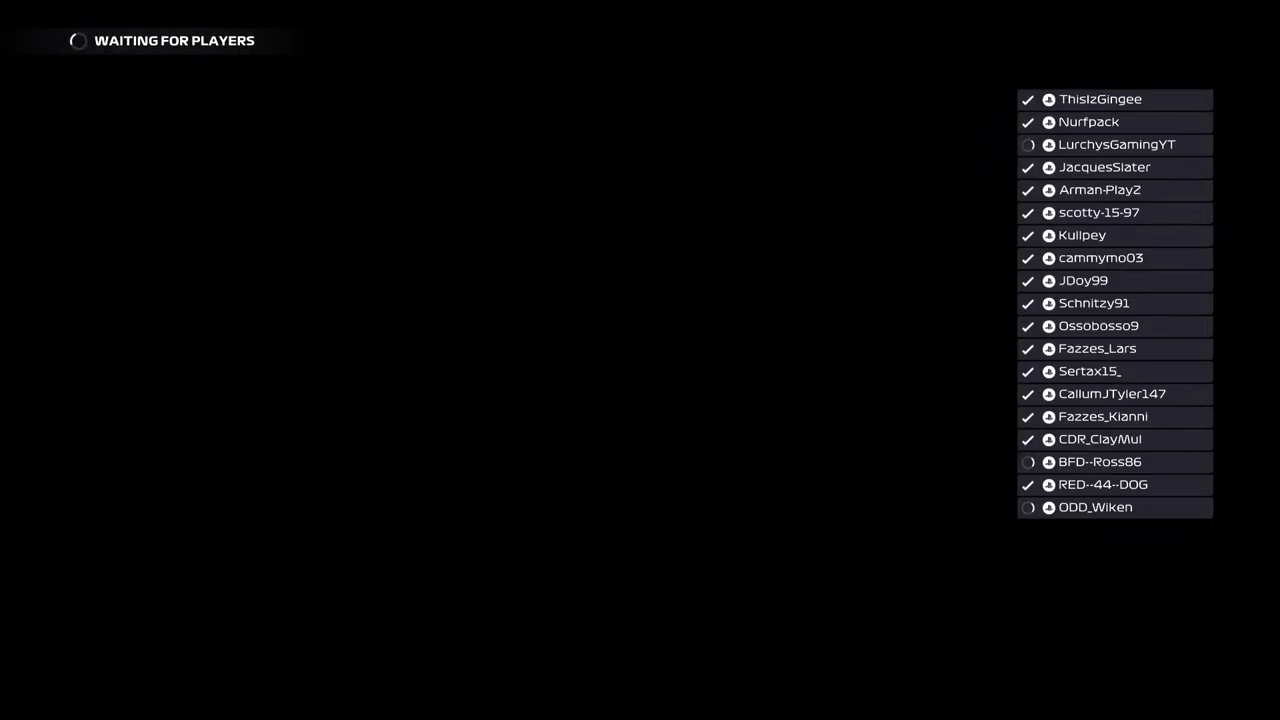 WAITING FOR PLAYERS
ThisIzGingee
Nurfpack
LurchysGamingYT
JacquesSlater
Arman-PlayZ
scotty-15-97
Kullpey
cammymo03
JDoy99
Schnitzy91
Ossobosso9
Fazzes_Lars
Sertax15_
CallumJTyler147
Fazzes_Kianni
CDR_ClayMul
BFD--Ross86
RED--44--DOG
ODD_Wiken